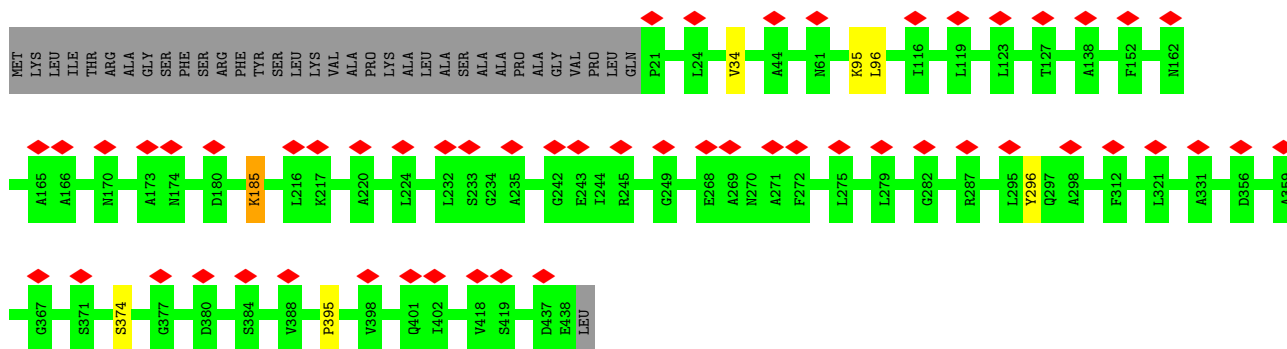 MET LYS LEU ILE THR ARG ALA GLY SER PHE SER ARG PHE TYR SER LEU LYS VAL ALA PRO LYS ALA LEU ALA SER ALA ALA PRO ALA GLY VAL PRO LEU GLN P21 L24 V34 A44 N61 K95 L96 I116 L119 L123 T127 A138 F152 N162
A165 A166 N170 A173 N174 D180 K185 L216 K217 A220 L224 L232 S233 G234 A235 G242 E243 I244 R245 G249 E268 A269 N270 A271 F272 L275 L279 G282 R287 L295 Y296 Q297 A298 F312 L321 A331 D356 A359
G367 S371 S374 G377 D380 S384 V388 P395 V398 Q401 I402 V418 S419 D437 E438 LEU